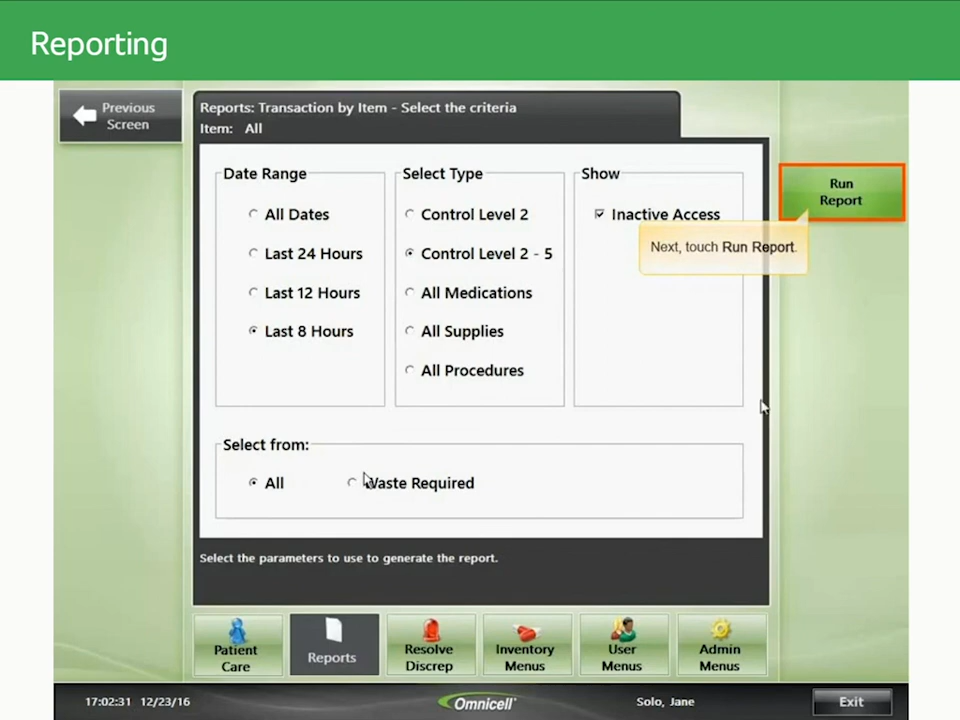 Reporting
Previous
Screen
Reports: Transaction by Item - Select the criteria
Item: All
Date Range
All Dates
Last 24 Hours
Last 12 Hours
Last 8 Hours
Select Type
Control Level 2
Control Level 2 - 5
All Medications
All Supplies
All Procedures
Show
Inactive Access
Run
Report
Next, touch Run Report.
Select from:
All
Waste Required
Select the parameters to use to generate the report.
Patient
Care
Reports
Resolve
Discrep
Inventory
Menus
User
Menus
Admin
Menus
17:02:31 12/23/16
Omnicell
Solo, Jane
Exit